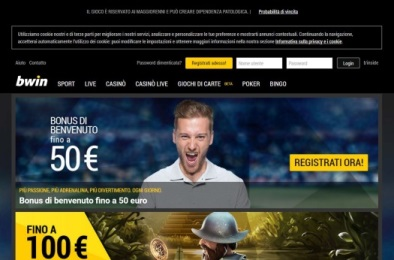 IL GIOCO È RISERVATO AI MAGGIORENNI E PUÒ CREARE DIPENDENZA PATOLOGICA. | Probabilità di vincita
Utilizziamo cookie nostri e di terze parti per migliorare i nostri servizi, analizzare e personalizzare le tue preferenze e mostrarti annunci contestuali. Continuando la navigazione,
accetterai automaticamente l'utilizzo dei cookie. puoi modificare le impostazioni e ottenere maggiori informazioni nella nostra sezione Informativa sulla privacy e i cookie.
Aiuto Contatto Password dimenticata? Registrati adesso! Nome utente Password Login
bwin SPORT LIVE CASINÒ CASINÒ LIVE GIOCHI DI CARTE BETA POKER BINGO
BONUS DI
BENVENUTO
fino a
50€
REGISTRATI ORA!
PIÙ PASSIONE, PIÙ ADRENALINA, PIÙ DIVERTIMENTO, OGNI GIORNO.
Bonus di benvenuto fino a 50 euro
FINO A
100€